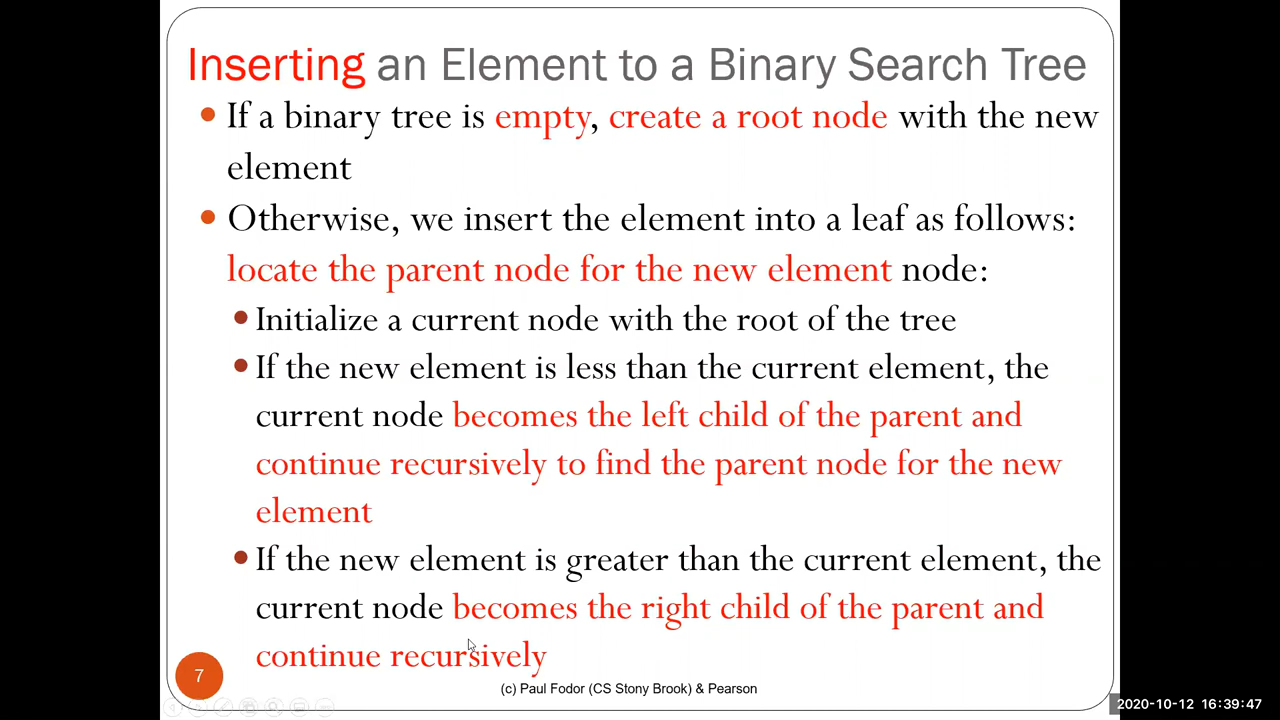 Inserting an Element to a Binary Search Tree
If a binary tree is empty, create a root node with the new
element
Otherwise, we insert the element into a leaf as follows:
locate the parent node for the new element node:
Initialize a current node with the root of the tree
If the new element is less than the current element, the
current node becomes the left child of the parent and
continue recursively to find the parent node for the new
element
If the new element is greater than the current element, the
current node becomes the right child of the parent and
continue recursively
7
(c) Paul Fodor (CS Stony Brook) & Pearson
2020-10-12 16:39:47